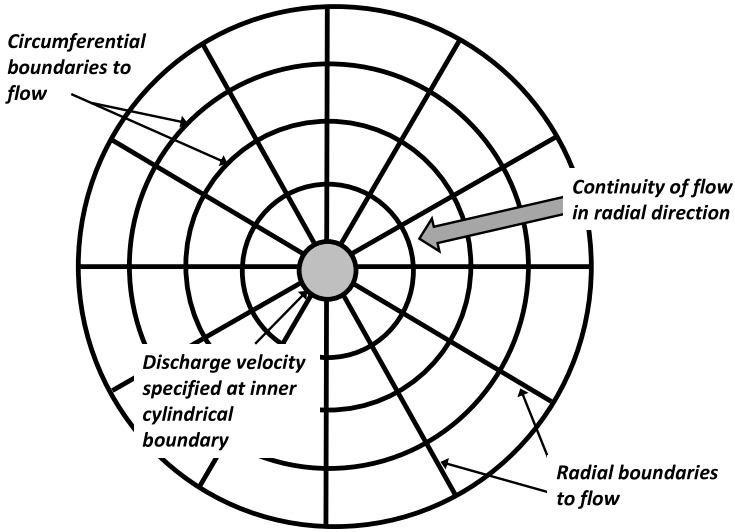 Circumferential
boundaries to
flow
Continuity of flow
in radial direction
Discharge velocity
specified at inner
cylindrical
boundary
Radial boundaries
to flow